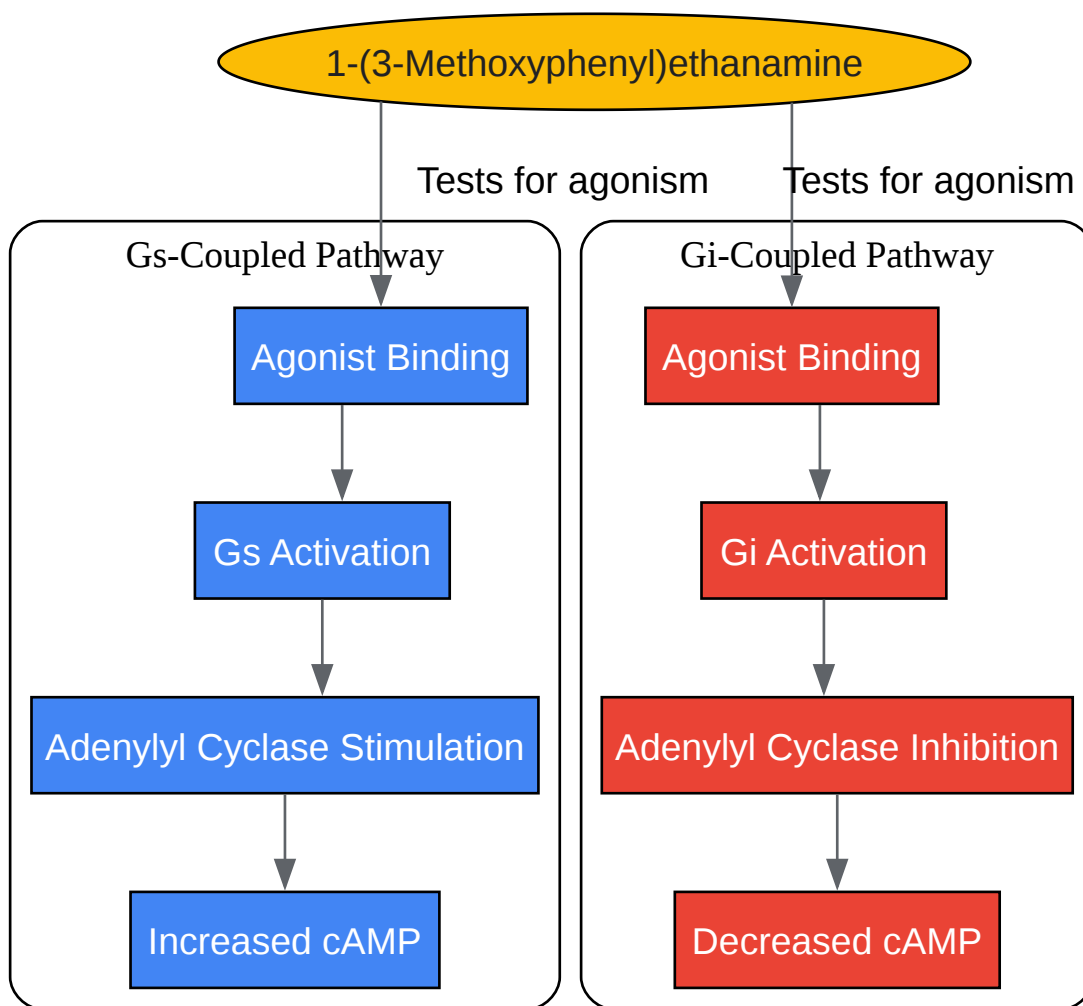 1-(3-Methoxyphenyl)ethanamine
Tests for agonism
Tests for agonism
Gs-Coupled Pathway
Agonist Binding
Gs Activation
Adenylyl Cyclase Stimulation
Increased cAMP
Gi-Coupled Pathway
Agonist Binding
Gi Activation
Adenylyl Cyclase Inhibition
Decreased cAMP